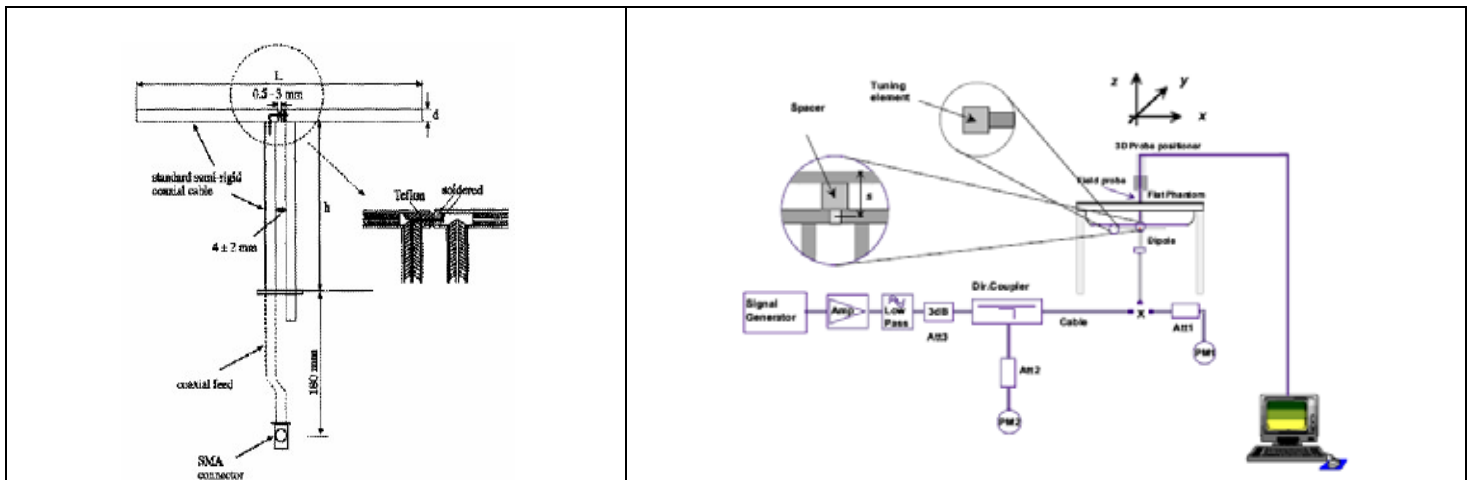 L
0.5 - 3 mm
d
standard semi-rigid
coaxial cable
Teflon
soldered
h
4 ± 2 mm
coaxial feed
180 mm
SMA
connector
Tuning
element
Spacer
z
y
x
3D Probe positioner
Field probe
Flat Phantom
s
Dipole
Signal
Generator
Amp
Low
Pass
3dB
Att3
Dir.Coupler
Cable
X
Att1
PM1
Att2
PM2